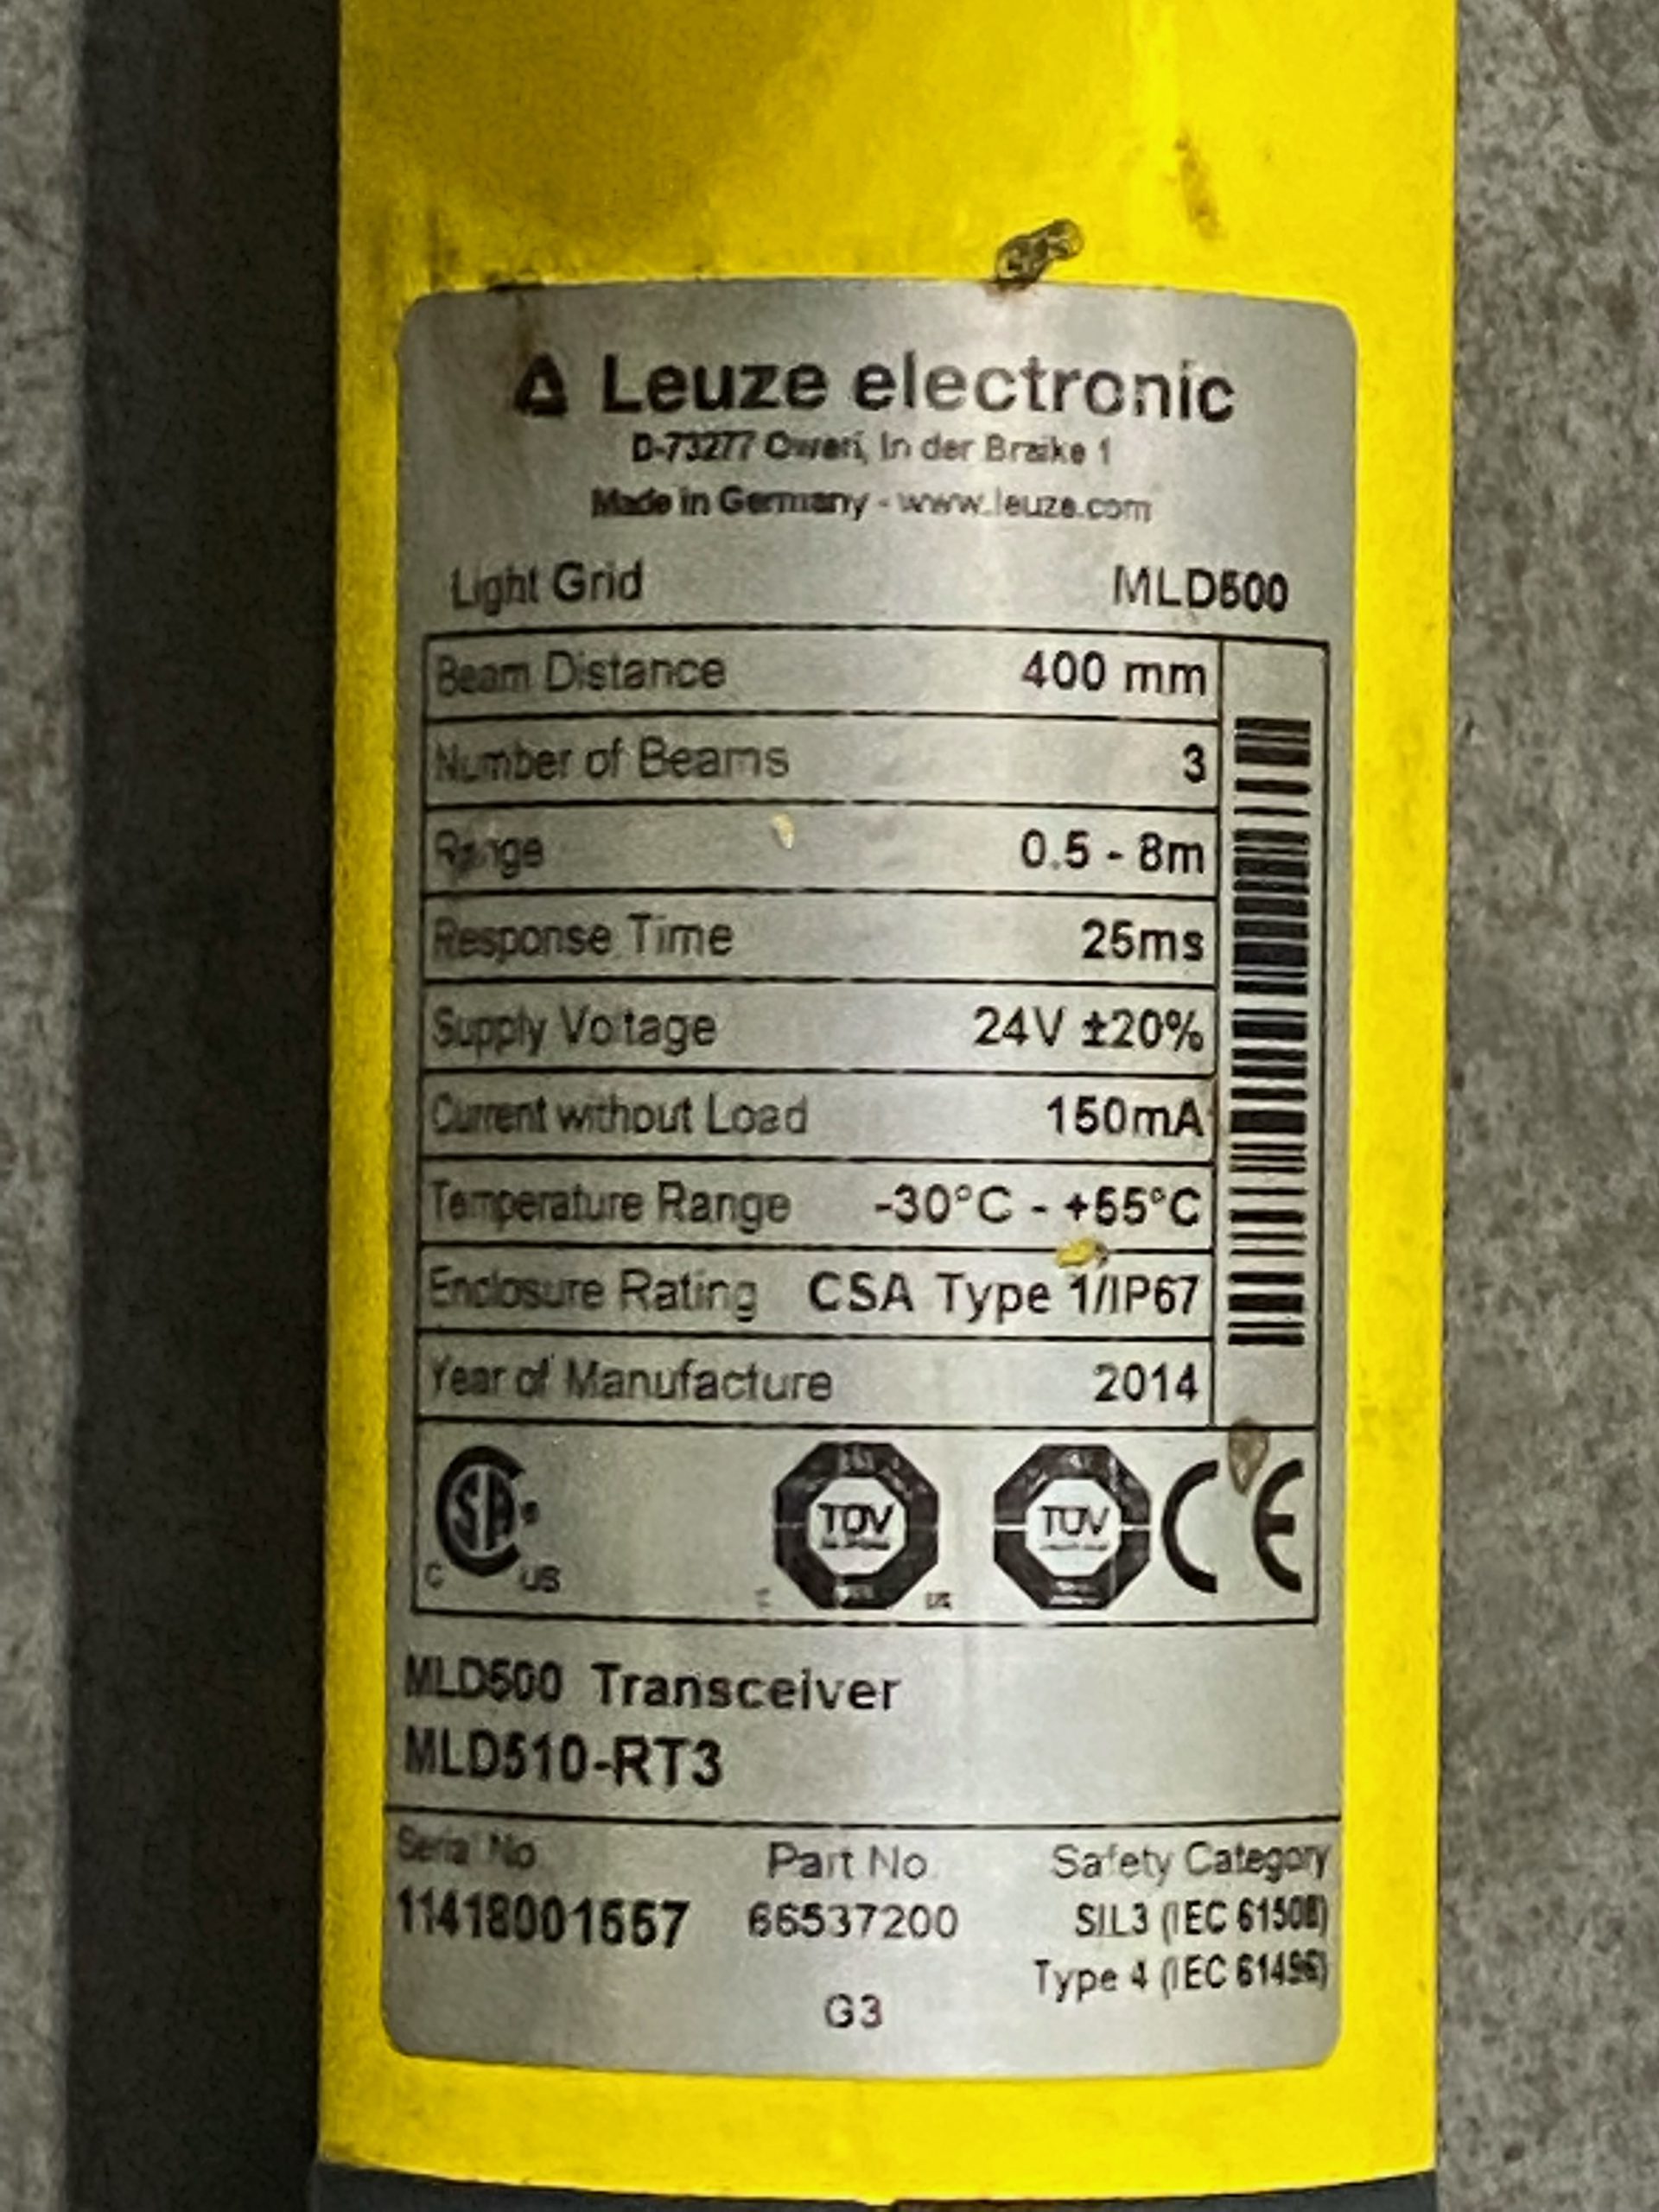 Leuze electronic
D-73277 Owen, In der Braike 1
Made in Germany - www.leuze.com
Light Grid MLD500
Beam Distance 400 mm
Number of Beams 3
Range 0.5 - 8m
Response Time 25ms
Supply Voltage 24V ±20%
Current without Load 150mA
Temperature Range -30°C - +55°C
Enclosure Rating CSA Type 1/IP67
Year of Manufacture 2014
CSA C US TÜV US TÜV CE
MLD500 Transceiver
MLD510-RT3
Serial No Part No Safety Category
11418001557 66537200 SIL3 (IEC 61508)
Type 4 (IEC 61496)
G3